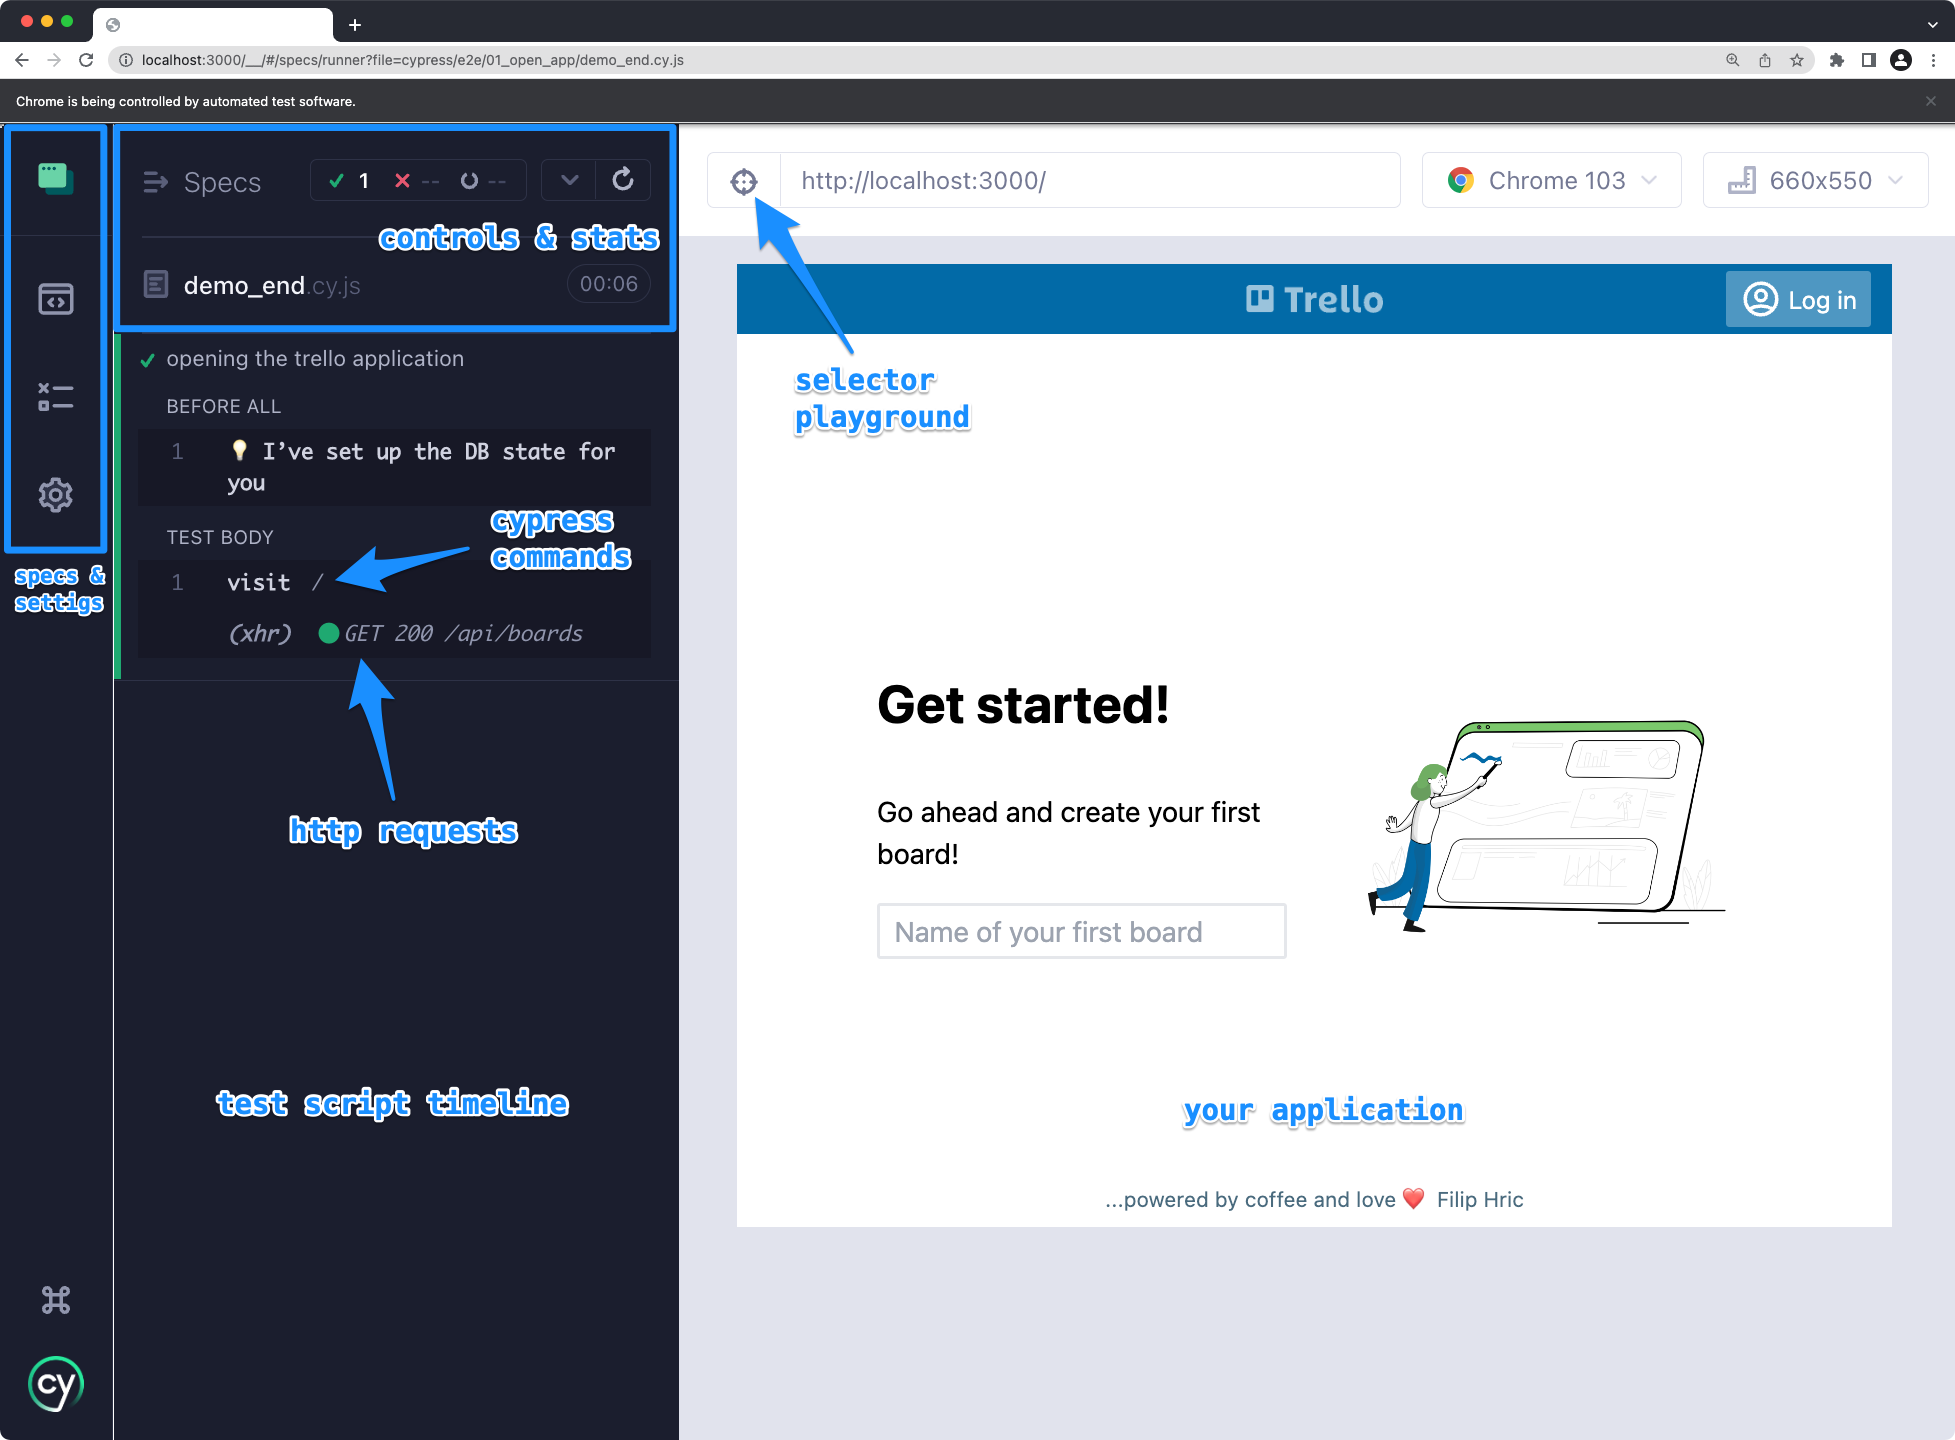 localhost:3000/__/#/specs/runner?file=cypress/e2e/01_open_app/demo_end.cy.js
Chrome is being controlled by automated test software.
Specs
1
--
--
controls & stats
demo_end.cy.js
00:06
http://localhost:3000/
Chrome 103
660x550
Trello
Log in
selector
playground
opening the trello application
BEFORE ALL
1
I’ve set up the DB state for
you
cypress
commands
TEST BODY
1 visit /
(xhr) GET 200 /api/boards
specs &
settigs
http requests
test script timeline
Get started!
Go ahead and create your first
board!
Name of your first board
your application
...powered by coffee and love ❤️ Filip Hric
cy